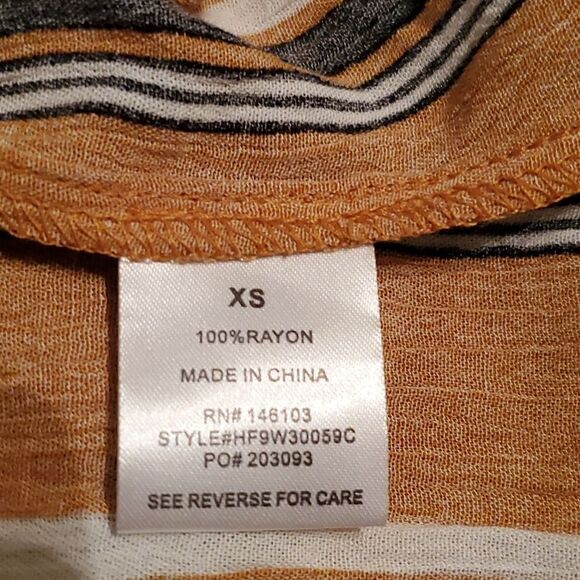 XS
100%RAYON
MADE IN CHINA
RN# 146103
STYLE#HF9W30059C
PO# 203093
SEE REVERSE FOR CARE